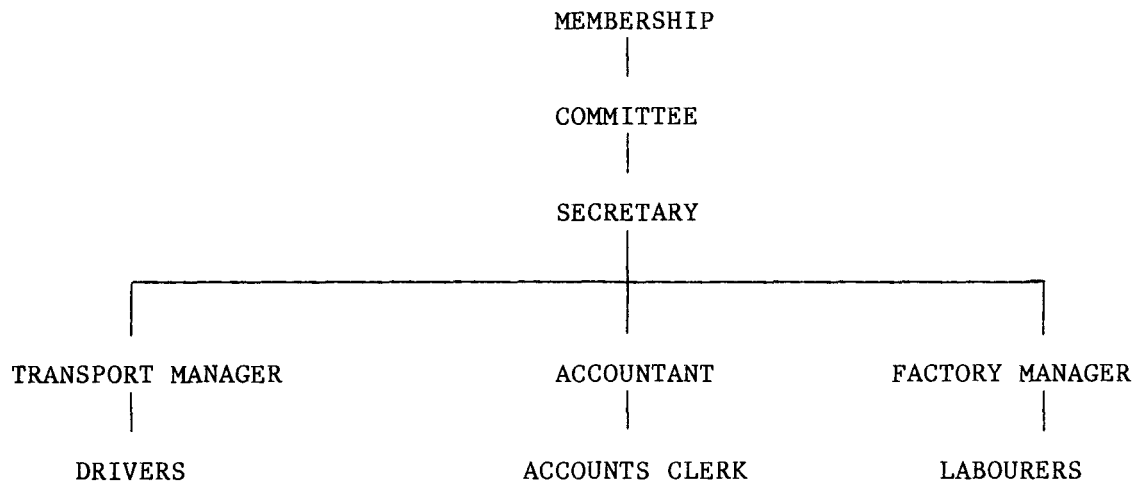 MEMBERSHIP
COMMITTEE
SECRETARY
TRANSPORT MANAGER ACCOUNTANT FACTORY MANAGER
DRIVERS ACCOUNTS CLERK LABOURERS